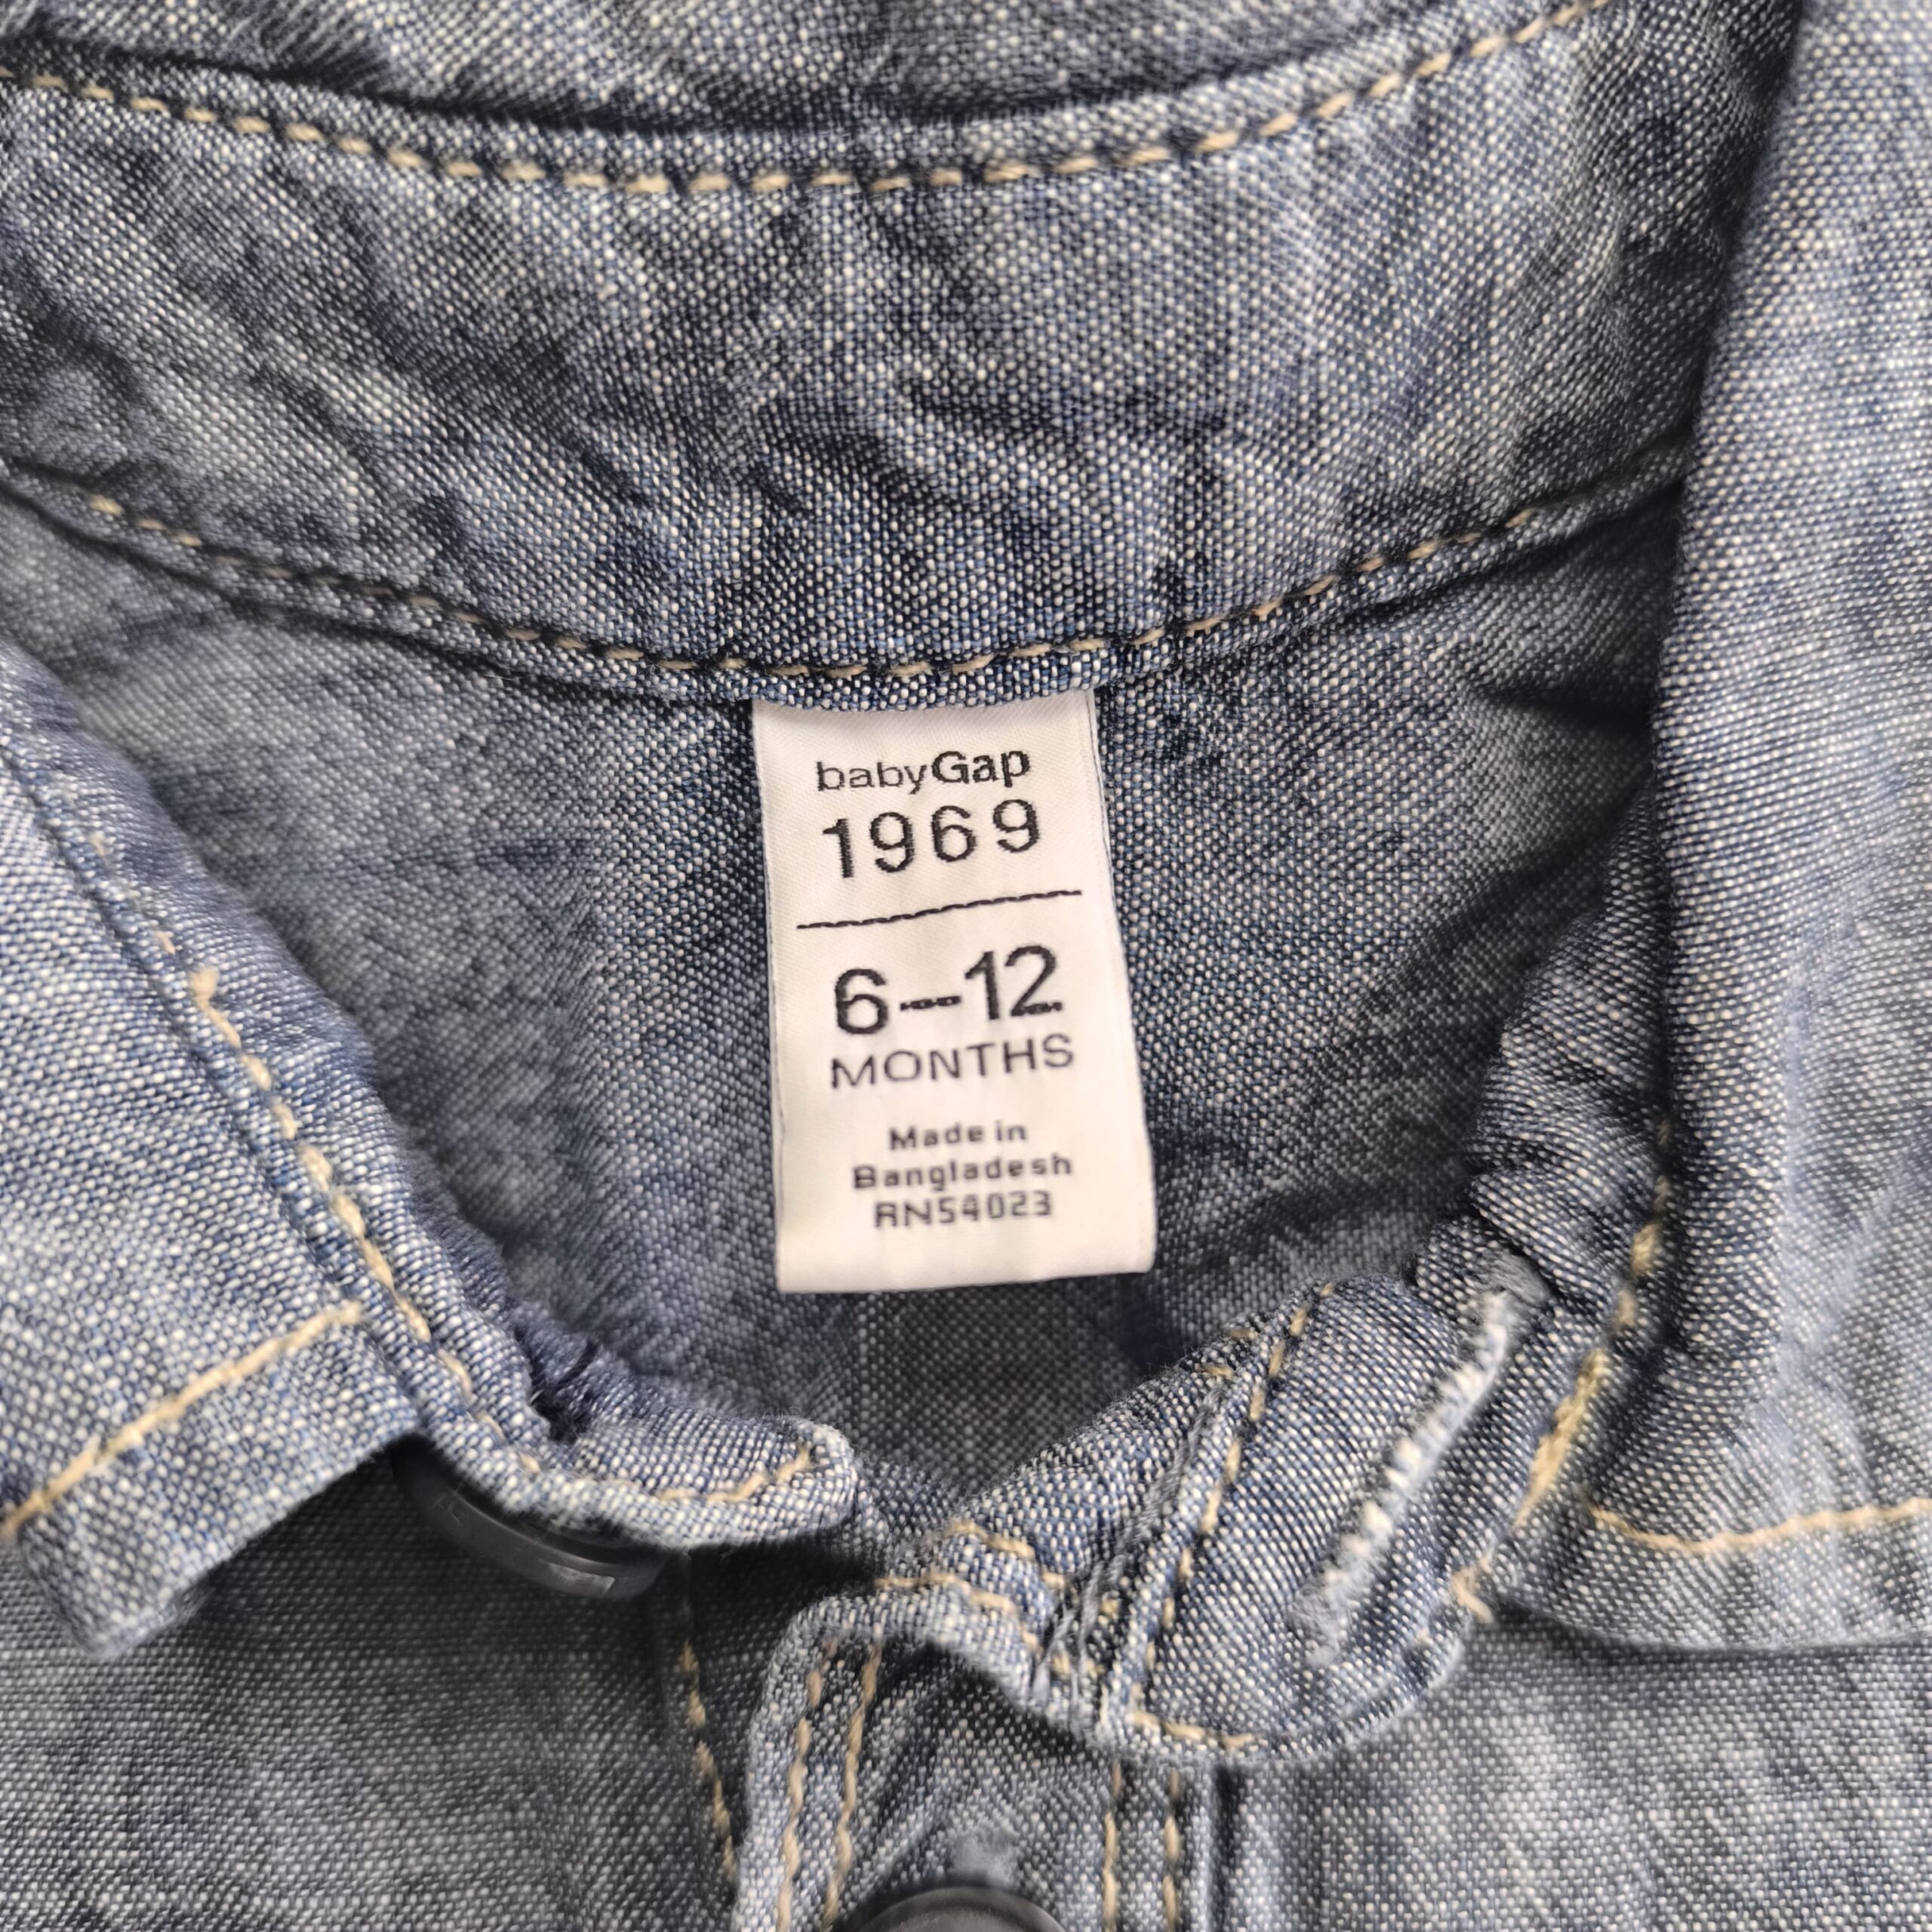 babyGap
1969
6–12
MONTHS
Made in
Bangladesh
RN54023